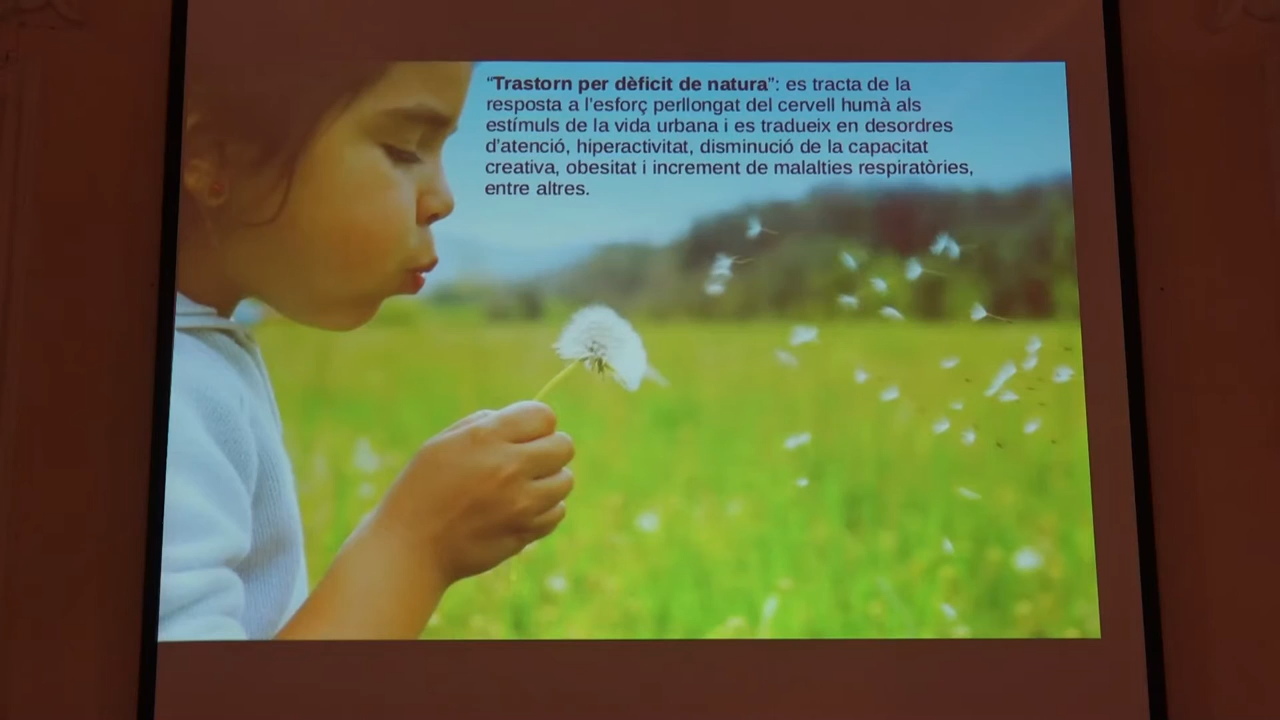 “Trastorn per dèficit de natura”: es tracta de la
resposta a l'esforç perllongat del cervell humà als
estímuls de la vida urbana i es tradueix en desordres
d'atenció, hiperactivitat, disminució de la capacitat
creativa, obesitat i increment de malalties respiratòries,
entre altres.